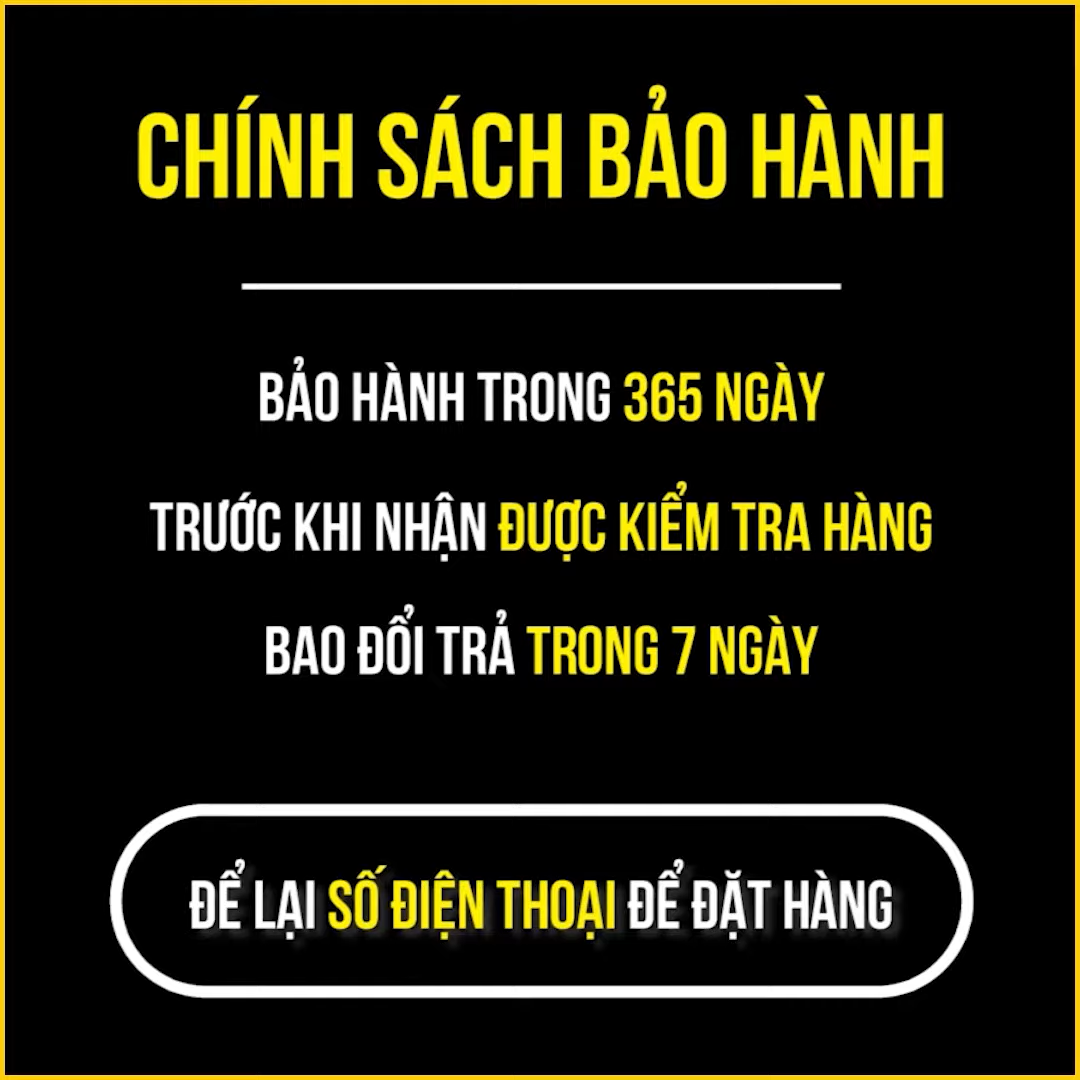 CHÍNH SÁCH BẢO HÀNH
BẢO HÀNH TRONG 365 NGÀY
TRƯỚC KHI NHẬN ĐƯỢC KIỂM TRA HÀNG
BAO ĐỔI TRẢ TRONG 7 NGÀY
ĐỂ LẠI SỐ ĐIỆN THOẠI ĐỂ ĐẶT HÀNG